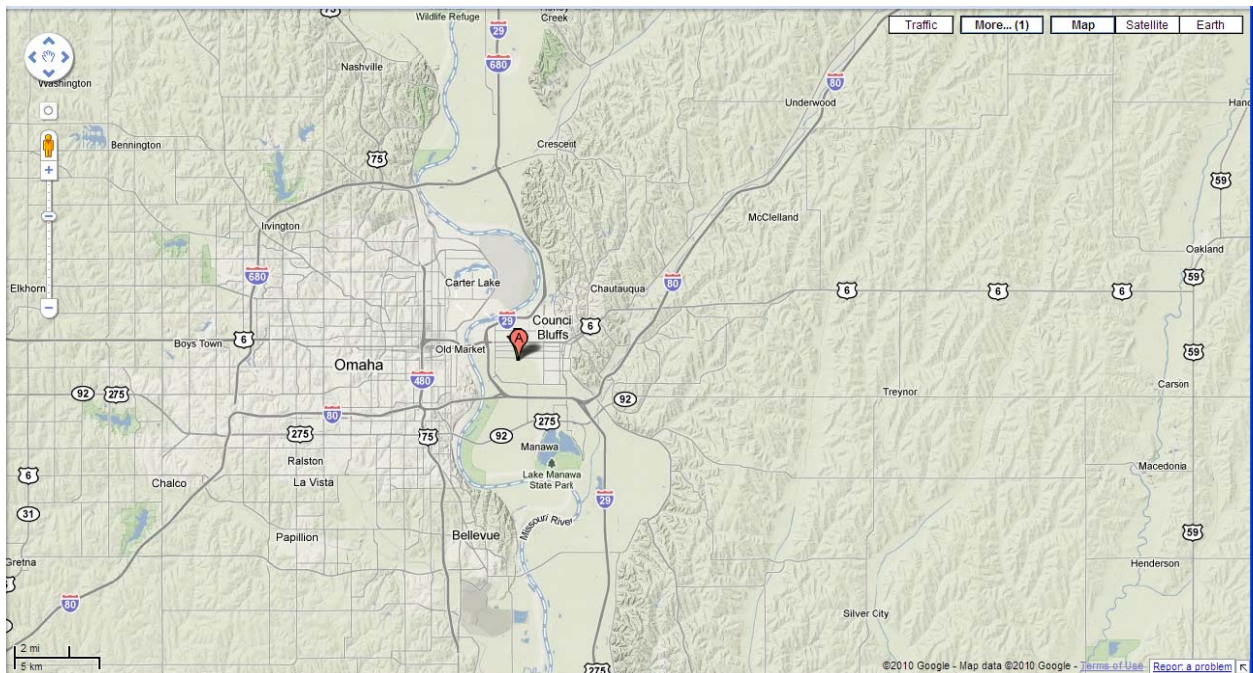 75
Wildlife Refuge
Creek
Traffic
More... (1)
Map
Satellite
Earth
29
Nashville
680
Washington
80
Underwood
Bennington
Crescent
75
59
McClelland
Irvington
Oakland
680
Carter Lake
Chautauqua
80
59
Elkhorn
6
6
6
29
Counci
Bluffs
6
6
Boys Town
Old Market
A
59
Omaha
480
Carson
92
275
Treynor
92
80
275
275
75
92
Manawa
Ralston
Macedonia
6
Chalco
La Vista
Lake Manawa
State Park
29
31
Missouri River
Papillion
Bellevue
59
Gretna
Henderson
80
Silver City
2 mi
5 km
275
©2010 Google - Map data ©2010 Google - Terms of Use
Report a problem